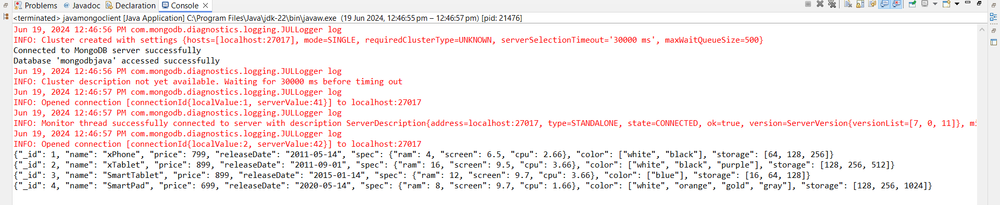 Problems @ Javadoc Declaration Console
<terminated> javamongoclient [Java Application] C:\Program Files\Java\jdk-22\bin\javaw.exe (19 Jun 2024, 12:46:55 pm – 12:46:57 pm) [pid: 21476]
Jun 19, 2024 12:46:56 PM com.mongodb.diagnostics.logging.JULLogger log
INFO: Cluster created with settings {hosts=[localhost:27017], mode=SINGLE, requiredClusterType=UNKNOWN, serverSelectionTimeout='30000 ms', maxWaitQueueSize=500}
Connected to MongoDB server successfully
Database 'mongodbjava' accessed successfully
Jun 19, 2024 12:46:56 PM com.mongodb.diagnostics.logging.JULLogger log
INFO: Cluster description not yet available. Waiting for 30000 ms before timing out
Jun 19, 2024 12:46:57 PM com.mongodb.diagnostics.logging.JULLogger log
INFO: Opened connection [connectionId{localValue:1, serverValue:41}] to localhost:27017
Jun 19, 2024 12:46:57 PM com.mongodb.diagnostics.logging.JULLogger log
INFO: Monitor thread successfully connected to server with description ServerDescription{address=localhost:27017, type=STANDALONE, state=CONNECTED, ok=true, version=ServerVersion{versionList=[7, 0, 11]}, mi
Jun 19, 2024 12:46:57 PM com.mongodb.diagnostics.logging.JULLogger log
INFO: Opened connection [connectionId{localValue:2, serverValue:42}] to localhost:27017
{"_id": 1, "name": "xPhone", "price": 799, "releaseDate": "2011-05-14", "spec": {"ram": 4, "screen": 6.5, "cpu": 2.66}, "color": ["white", "black"], "storage": [64, 128, 256]}
{"_id": 2, "name": "xTablet", "price": 899, "releaseDate": "2011-09-01", "spec": {"ram": 16, "screen": 9.5, "cpu": 3.66}, "color": ["white", "black", "purple"], "storage": [128, 256, 512]}
{"_id": 3, "name": "SmartTablet", "price": 899, "releaseDate": "2015-01-14", "spec": {"ram": 12, "screen": 9.7, "cpu": 3.66}, "color": ["blue"], "storage": [16, 64, 128]}
{"_id": 4, "name": "SmartPad", "price": 699, "releaseDate": "2020-05-14", "spec": {"ram": 8, "screen": 9.7, "cpu": 1.66}, "color": ["white", "orange", "gold", "gray"], "storage": [128, 256, 1024]}